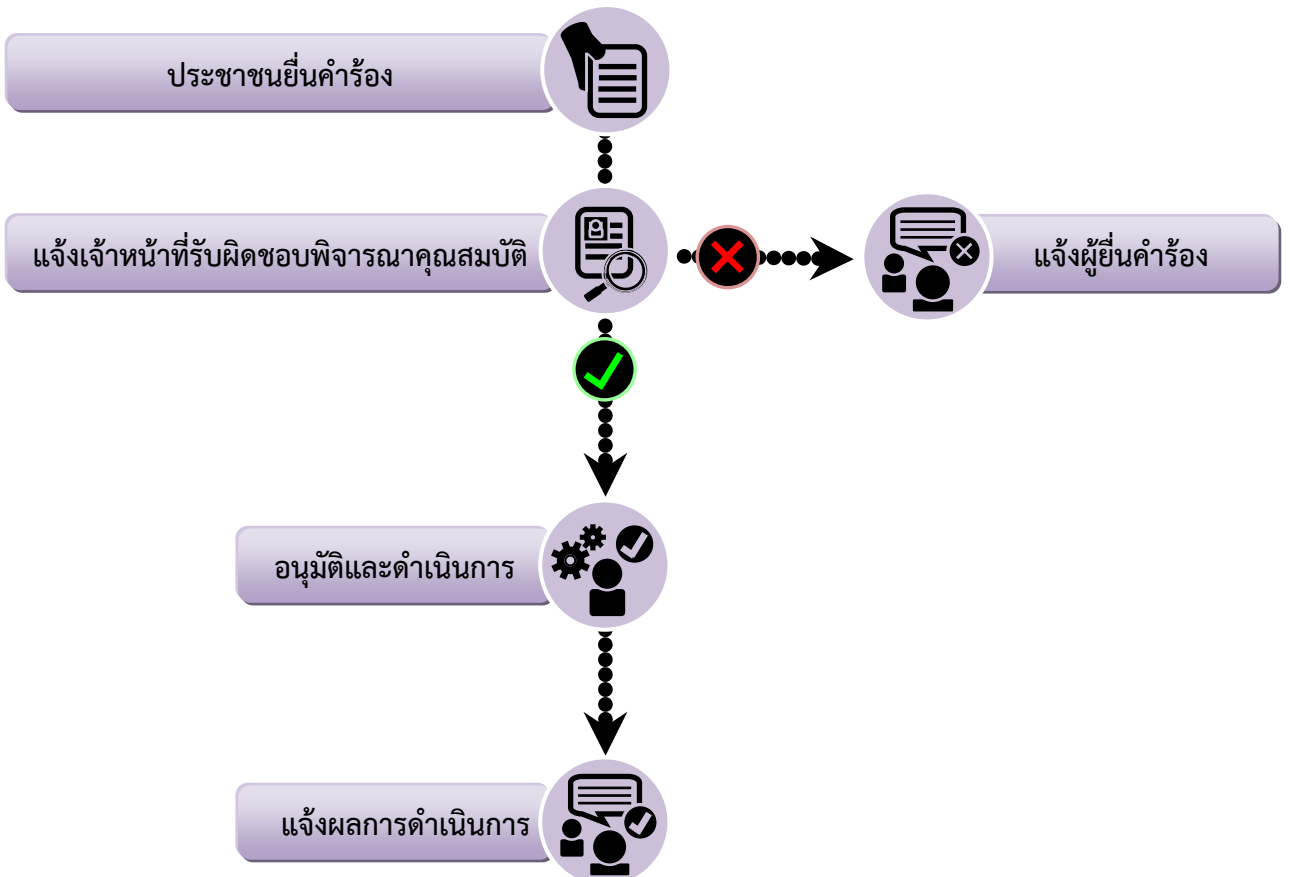 ประชาชนยื่นคำร้อง
แจ้งเจ้าหน้าที่รับผิดชอบพิจารณาคุณสมบัติ
แจ้งผู้ยื่นคำร้อง
อนุมัติและดำเนินการ
แจ้งผลการดำเนินการ